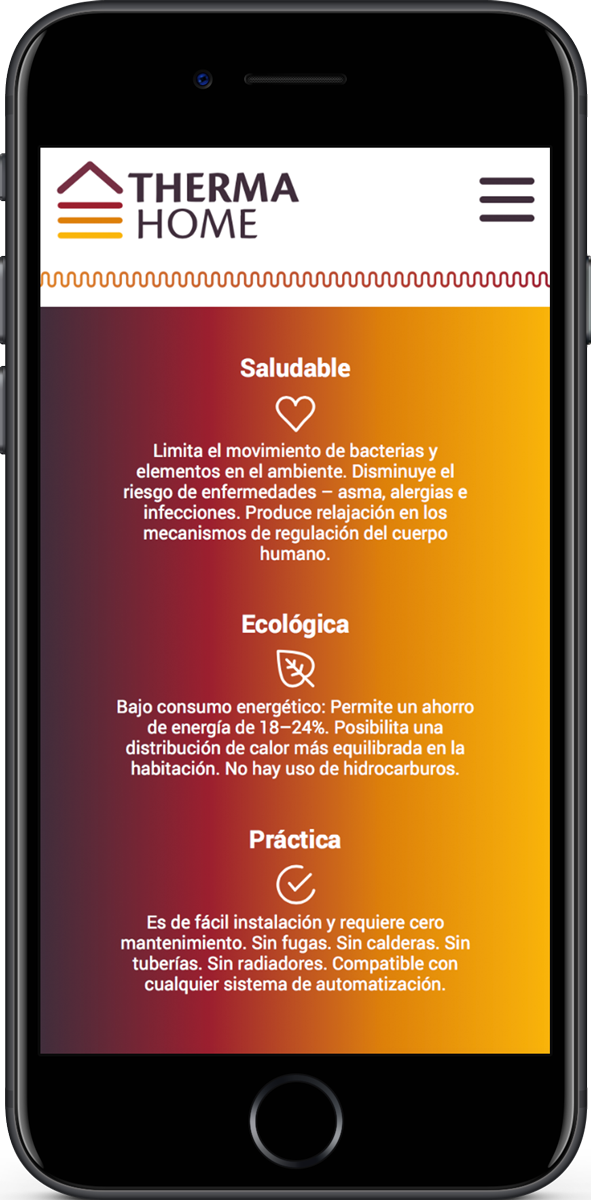 THERMA
HOME
Saludable
Limita el movimiento de bacterias y
elementos en el ambiente. Disminuye el
riesgo de enfermedades – asma, alergias e
infecciones. Produce relajación en los
mecanismos de regulación del cuerpo
humano.
Ecológica
Bajo consumo energético: Permite un ahorro
de energía de 18–24%. Posibilita una
distribución de calor más equilibrada en la
habitación. No hay uso de hidrocarburos.
Práctica
Es de fácil instalación y requiere cero
mantenimiento. Sin fugas. Sin calderas. Sin
tuberías. Sin radiadores. Compatible con
cualquier sistema de automatización.